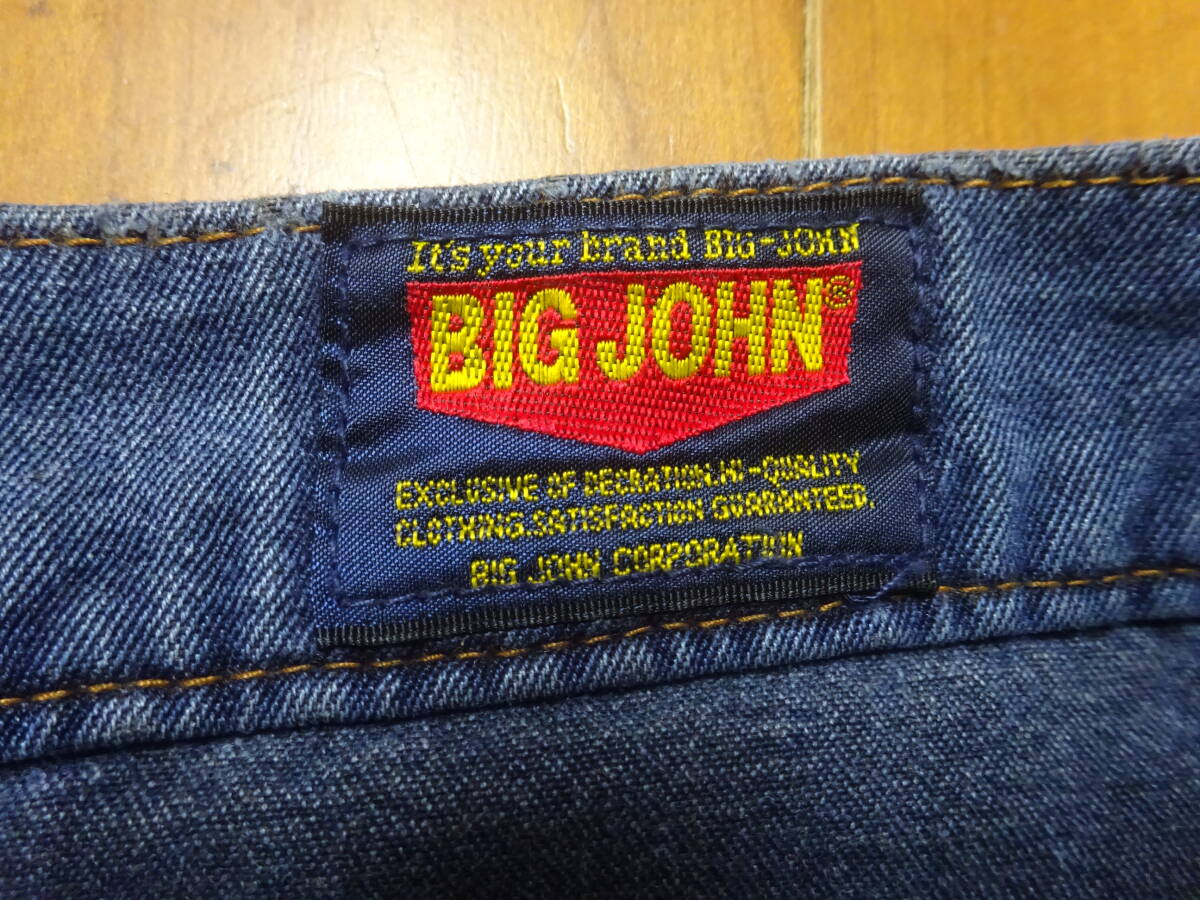 It's your brand BIG-JOHN
BIG JOHN®
EXCLUSIVE OF DECRATION.HI-QUALITY
CLOTHING.SATISFACTION GUARANTEED.
BIG JOHN CORPORATION